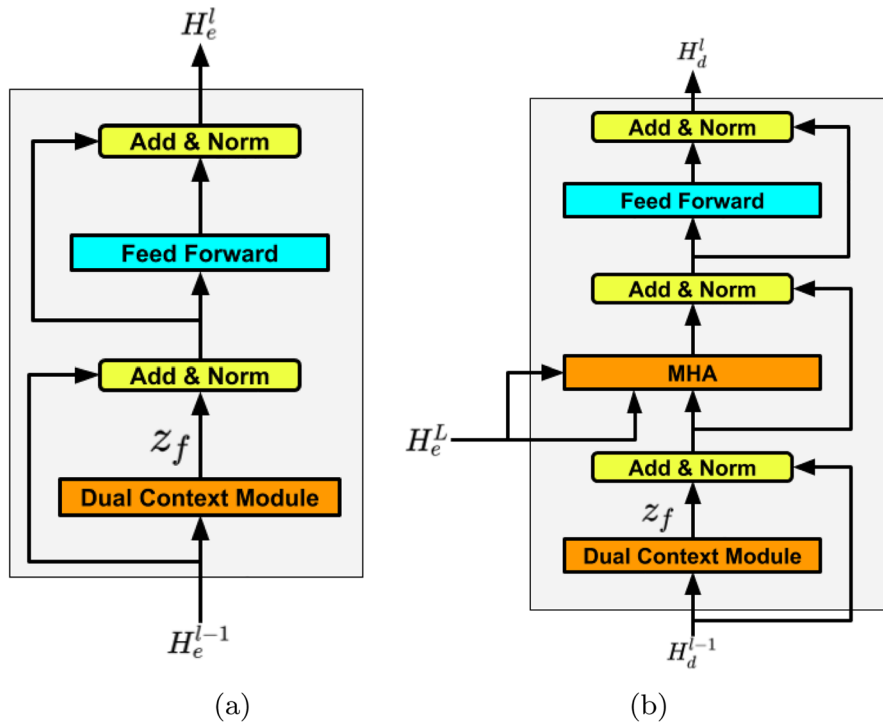 H_e^l
Add & Norm
Feed Forward
Add & Norm
z_f
Dual Context Module
H_e^{l-1}
(a)
H_d^l
Add & Norm
Feed Forward
Add & Norm
MHA
H_e^L
Add & Norm
z_f
Dual Context Module
H_d^{l-1}
(b)